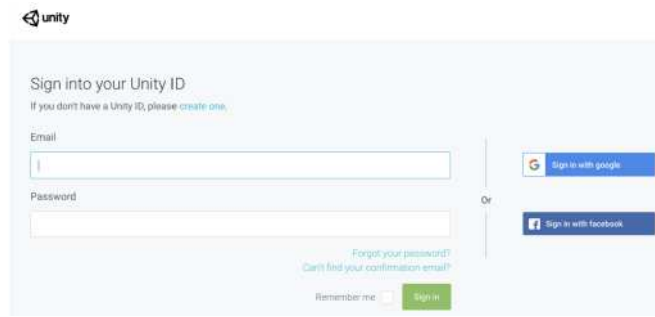 unity
Sign into your Unity ID
If you don't have a Unity ID, please create one.
Email
Password
Forgot your password?
Can't find your confirmation email?
Remember me
Sign in
Or
Sign in with google
Sign in with facebook